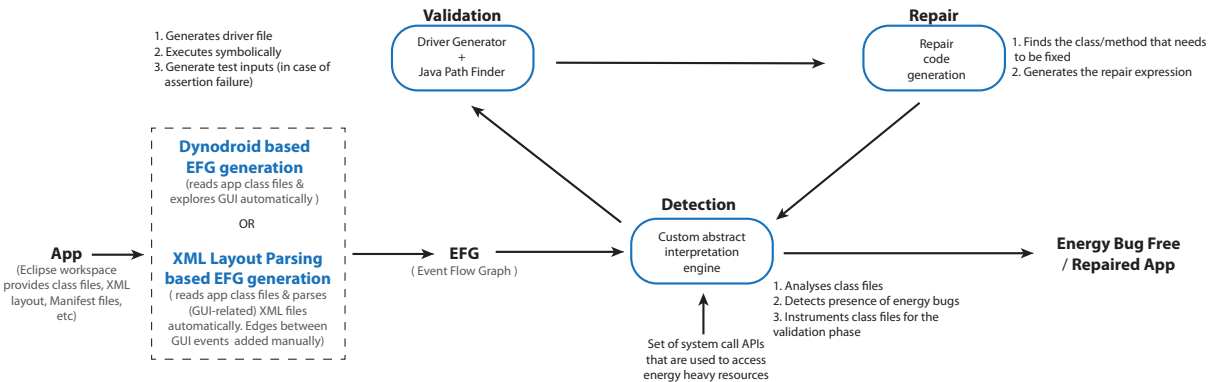 Validation
1. Generates driver file
2. Executes symbolically
3. Generate test inputs (in case of
assertion failure)
Driver Generator
+
Java Path Finder
Repair
Repair
code
generation
1. Finds the class/method that needs
to be fixed
2. Generates the repair expression
Dynodroid based
EFG generation
(reads app class files &
explores GUI automatically )
OR
XML Layout Parsing
based EFG generation
( reads app class files & parses
(GUI-related) XML files
automatically. Edges between
GUI events added manually)
App
(Eclipse workspace
provides class files, XML
layout, Manifest files,
etc)
EFG
( Event Flow Graph )
Detection
Custom abstract
interpretation
engine
1. Analyses class files
2. Detects presence of energy bugs
3. Instruments class files for the
validation phase
Set of system call APIs
that are used to access
energy heavy resources
Energy Bug Free
/ Repaired App